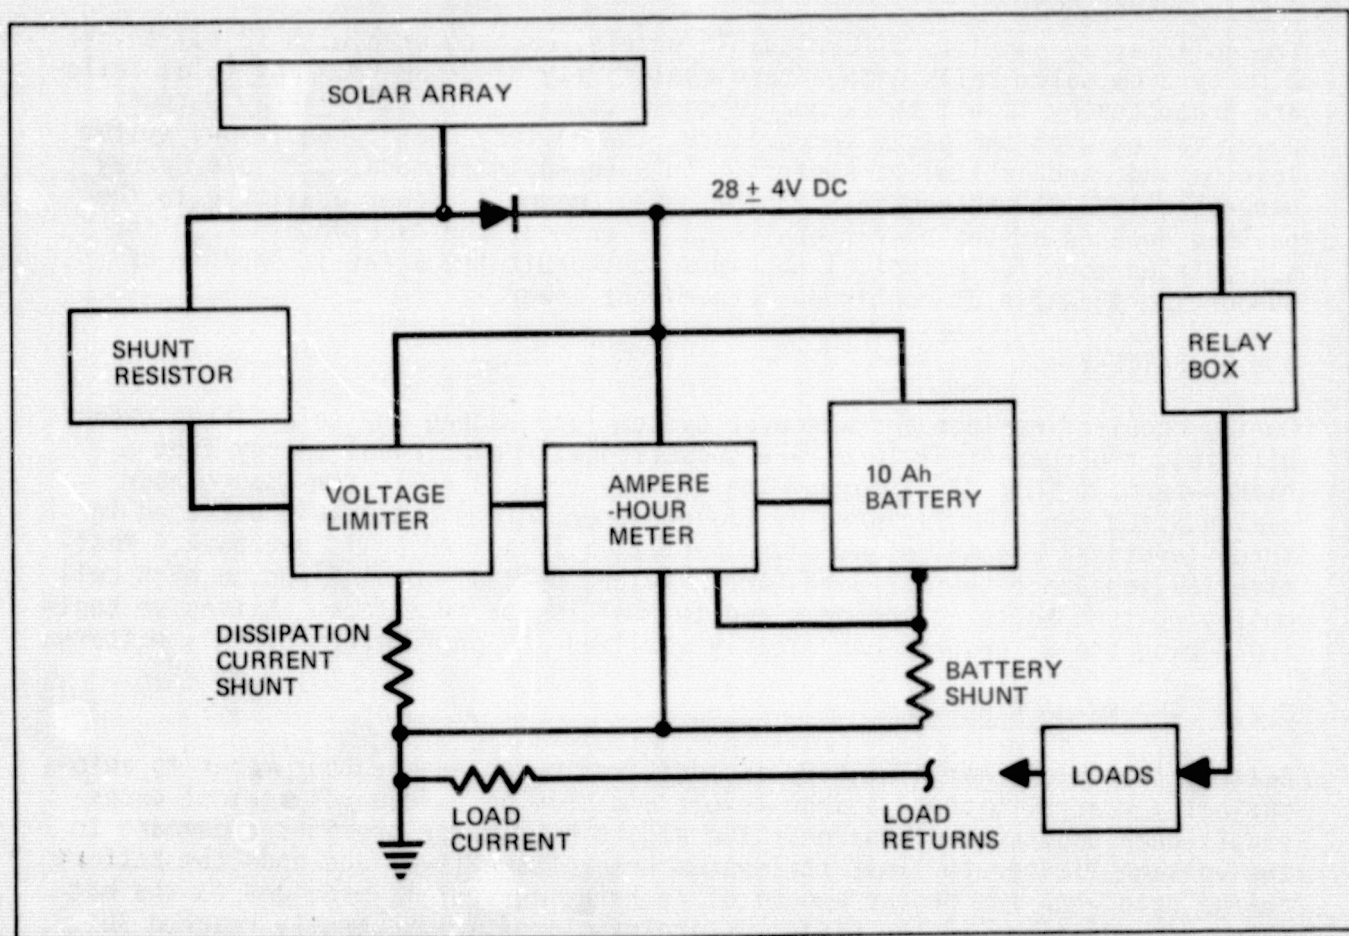 SOLAR ARRAY
28 ± 4V DC
SHUNT
RESISTOR
RELAY
BOX
VOLTAGE
LIMITER
AMPERE
-HOUR
METER
10 Ah
BATTERY
DISSIPATION
CURRENT
SHUNT
BATTERY
SHUNT
LOADS
LOAD
CURRENT
LOAD
RETURNS